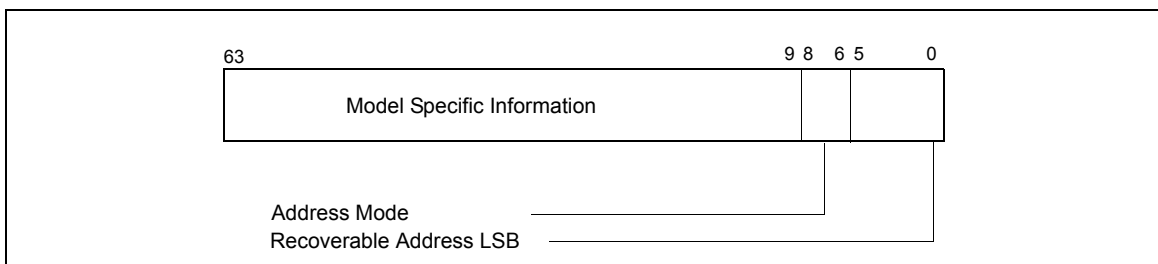 63 9 8 6 5 0
Model Specific Information
Address Mode
Recoverable Address LSB